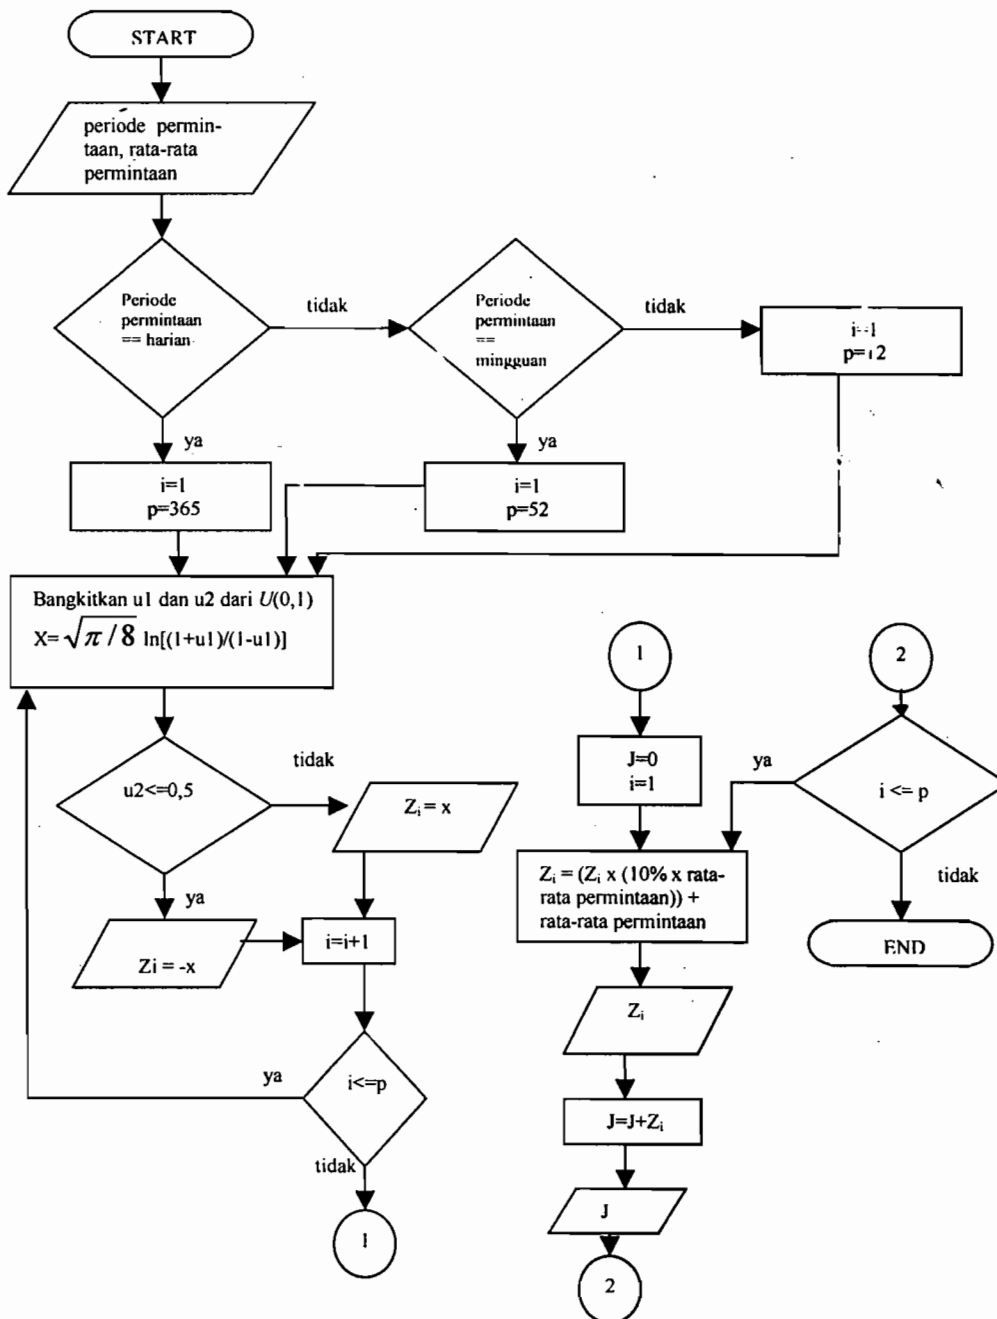 START
periode permin-
taan, rata-rata
permintaan
Periode
permintaan
== harian
tidak
Periode
permintaan
==
mingguan
tidak
i=1
p=12
ya
ya
i=1
p=365
i=1
p=52
Bangkitkan u1 dan u2 dari U(0,1)
X=√π/8 ln[(1+u1)/(1-u1)]
u2<=0,5
tidak
Zᵢ = x
ya
Zi = -x
i=i+1
i<=p
ya
tidak
1
1
J=0
i=1
Zᵢ = (Zᵢ x (10% x rata-
rata permintaan)) +
rata-rata permintaan
Zᵢ
J=J+Zᵢ
J
2
2
i <= p
ya
tidak
END